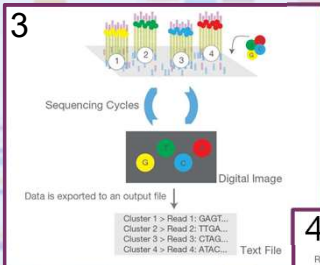 3
1
2
3
4
G
Sequencing Cycles
G
C
Digital Image
Data is exported to an output file
Cluster 1 > Read 1: GAGT...
Cluster 2 > Read 2: TTGA...
Cluster 3 > Read 3: CTAG...
Cluster 4 > Read 4: ATAC...
Text File
4
R